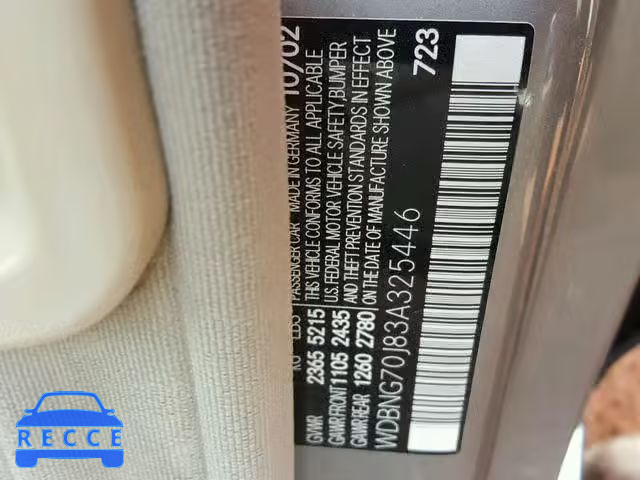 PASSENGER CAR MADE IN GERMANY 10/02
THIS VEHICLE CONFORMS TO ALL APPLICABLE
U.S. FEDERAL MOTOR VEHICLE SAFETY, BUMPER
AND THEFT PREVENTION STANDARDS IN EFFECT
ON THE DATE OF MANUFACTURE SHOWN ABOVE
723
KG LBS
GVWR 2365 5215
GAWR/FRONT 1105 2435
GAWR/REAR 1260 2780
WDBNG70J83A325446
RECCE